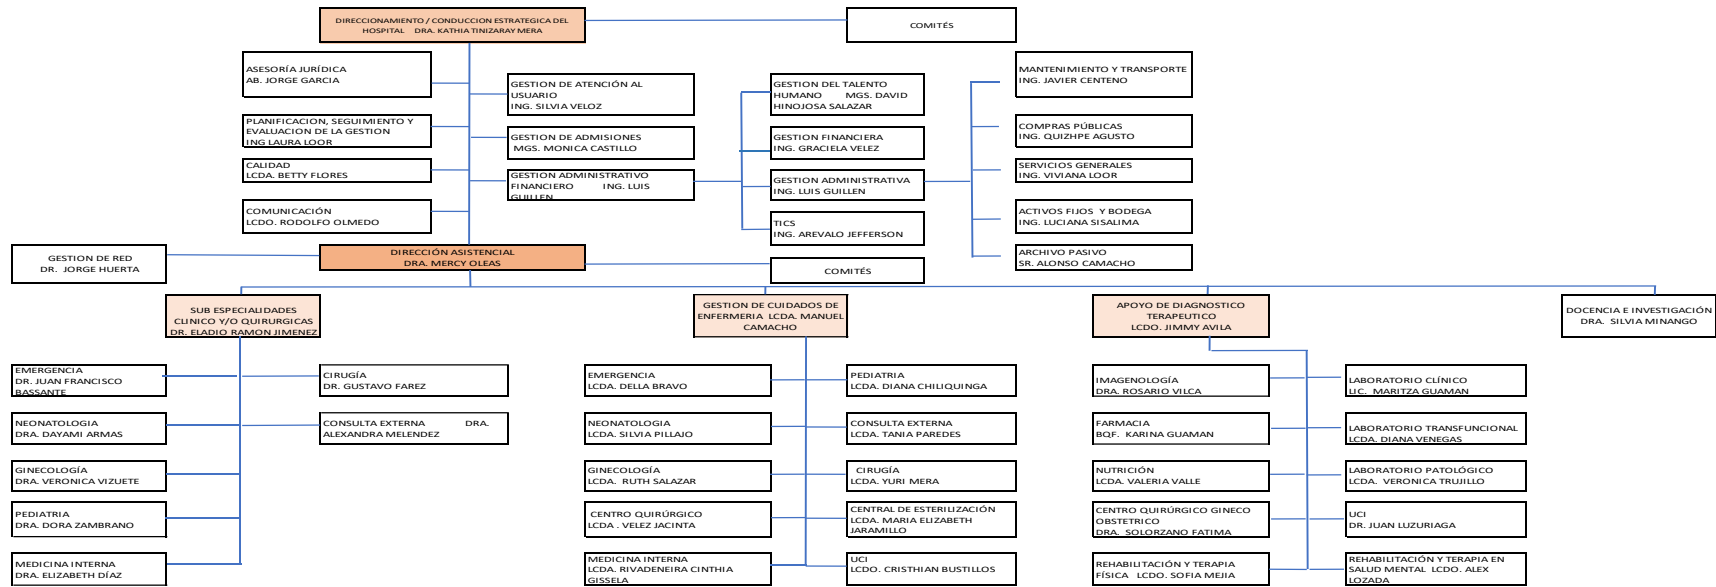 DIRECCIONAMIENTO / CONDUCCION ESTRATEGICA DEL
HOSPITAL DRA. KATHIA TINIZARAY MERA
COMITÉS
ASESORÍA JURÍDICA
AB. JORGE GARCIA
PLANIFICACION, SEGUIMIENTO Y
EVALUACION DE LA GESTION
ING LAURA LOOR
CALIDAD
LCDA. BETTY FLORES
COMUNICACIÓN
LCDO. RODOLFO OLMEDO
GESTION DE ATENCIÓN AL
USUARIO
ING. SILVIA VELOZ
GESTION DE ADMISIONES
MGS. MONICA CASTILLO
GESTION ADMINISTRATIVO
FINANCIERO ING. LUIS
GUILLEN
GESTION DEL TALENTO
HUMANO MGS. DAVID
HINOJOSA SALAZAR
GESTION FINANCIERA
ING. GRACIELA VELEZ
GESTION ADMINISTRATIVA
ING. LUIS GUILLEN
TICS
ING. AREVALO JEFFERSON
MANTENIMIENTO Y TRANSPORTE
ING. JAVIER CENTENO
COMPRAS PÚBLICAS
ING. QUIZHPE AGUSTO
SERVICIOS GENERALES
ING. VIVIANA LOOR
ACTIVOS FIJOS Y BODEGA
ING. LUCIANA SISALIMA
ARCHIVO PASIVO
SR. ALONSO CAMACHO
GESTION DE RED
DR. JORGE HUERTA
DIRECCIÓN ASISTENCIAL
DRA. MERCY OLEAS
COMITÉS
SUB ESPECIALIDADES
CLINICO Y/O QUIRURGICAS
DR. ELADIO RAMON JIMENEZ
GESTION DE CUIDADOS DE
ENFERMERIA LCDA. MANUEL
CAMACHO
APOYO DE DIAGNOSTICO
TERAPEUTICO
LCDO. JIMMY AVILA
DOCENCIA E INVESTIGACIÓN
DRA. SILVIA MINANGO
EMERGENCIA
DR. JUAN FRANCISCO
BASSANTE
CIRUGÍA
DR. GUSTAVO FAREZ
NEONATOLOGIA
DRA. DAYAMI ARMAS
CONSULTA EXTERNA DRA.
ALEXANDRA MELENDEZ
GINECOLOGÍA
DRA. VERONICA VIZUETE
PEDIATRIA
DRA. DORA ZAMBRANO
MEDICINA INTERNA
DRA. ELIZABETH DÍAZ
EMERGENCIA
LCDA. DELLA BRAVO
PEDIATRIA
LCDA. DIANA CHILIQUINGA
NEONATOLOGIA
LCDA. SILVIA PILLAJO
CONSULTA EXTERNA
LCDA. TANIA PAREDES
GINECOLOGÍA
LCDA. RUTH SALAZAR
CIRUGÍA
LCDA. YURI MERA
CENTRO QUIRÚRGICO
LCDA . VELEZ JACINTA
CENTRAL DE ESTERILIZACIÓN
LCDA. MARIA ELIZABETH
JARAMILLO
MEDICINA INTERNA
LCDA. RIVADENEIRA CINTHIA
GISSELA
UCI
LCDO. CRISTHIAN BUSTILLOS
IMAGENOLOGÍA
DRA. ROSARIO VILCA
LABORATORIO CLÍNICO
LIC. MARITZA GUAMAN
FARMACIA
BQF. KARINA GUAMAN
LABORATORIO TRANSFUNCIONAL
LCDA. DIANA VENEGAS
NUTRICIÓN
LCDA. VALERIA VALLE
LABORATORIO PATOLÓGICO
LCDA. VERONICA TRUJILLO
CENTRO QUIRÚRGICO GINECO
OBSTETRICO
DRA. SOLORZANO FATIMA
UCI
DR. JUAN LUZURIAGA
REHABILITACIÓN Y TERAPIA
FÍSICA LCDO. SOFIA MEJIA
REHABILITACIÓN Y TERAPIA EN
SALUD MENTAL LCDO. ALEX
LOZADA